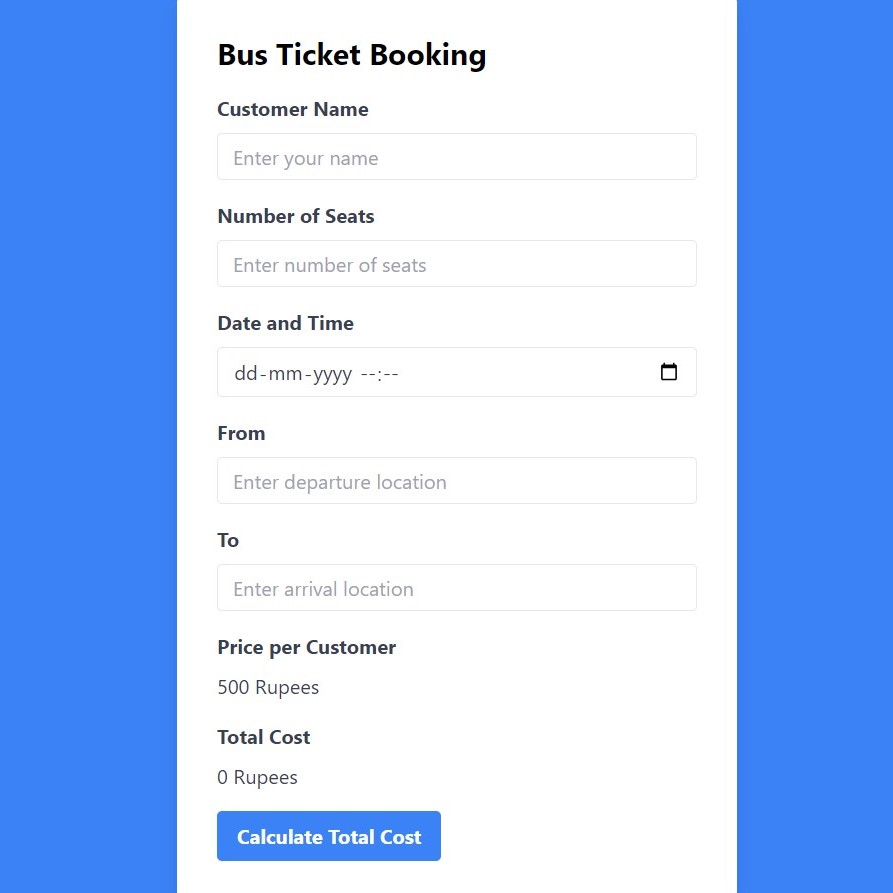 Bus Ticket Booking
Customer Name
Enter your name
Number of Seats
Enter number of seats
Date and Time
dd-mm-yyyy --:--
From
Enter departure location
To
Enter arrival location
Price per Customer
500 Rupees
Total Cost
0 Rupees
Calculate Total Cost